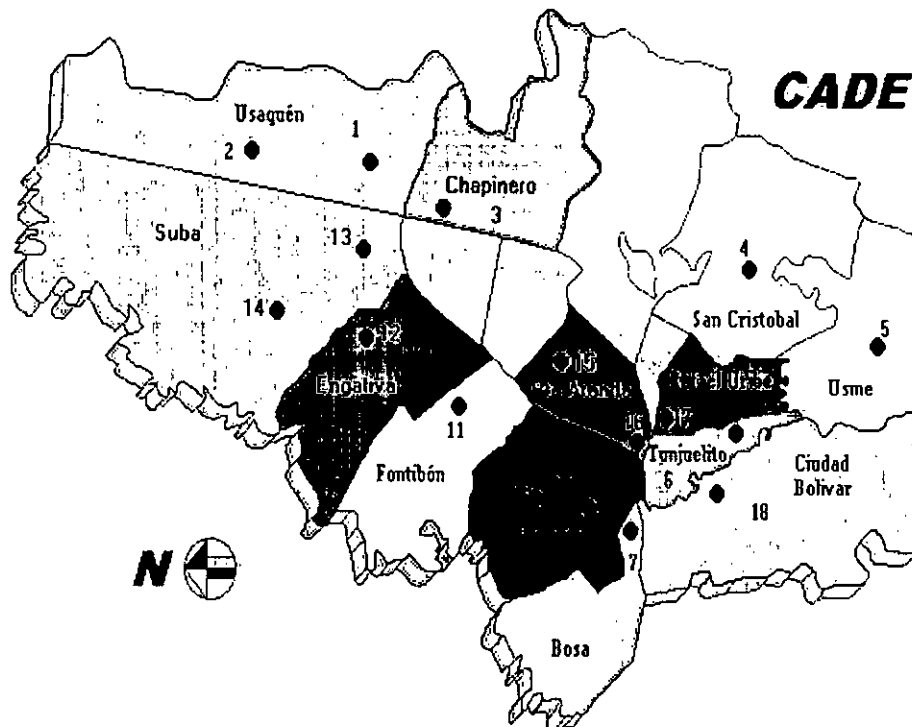 CADE
Usaquén
1
2
Chapinero
3
Suba
13
4
14
San Cristobal
5
12
15
Engativa
Usme
11
16
17
Tunjuelito
Fontibón
6
Ciudad
Bolivar
18
7
N
Bosa